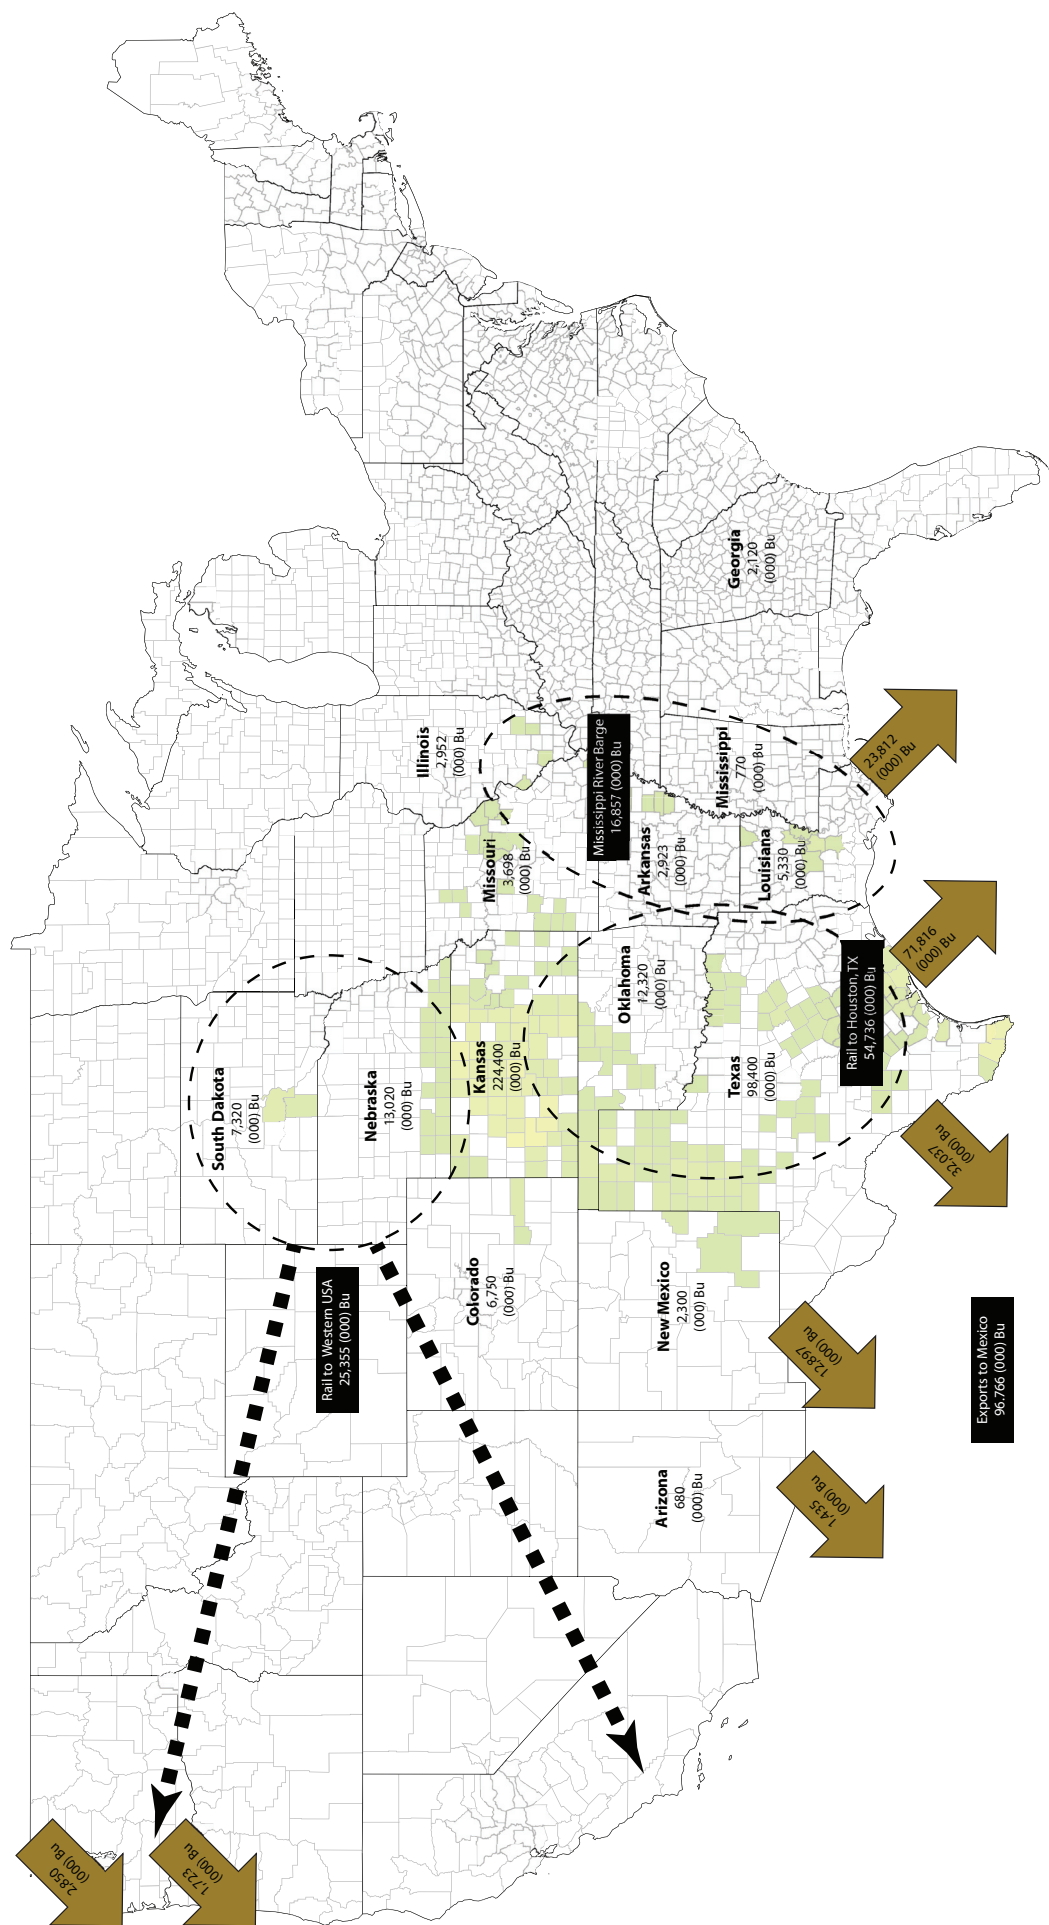 South Dakota
7,320
(000) Bu
Nebraska
13,020
(000) Bu
Kansas
224,400
(000) Bu
Missouri
3,698
(000) Bu
Illinois
2,952
(000) Bu
Rail to Western USA
25,355 (000) Bu
Colorado
6,750
(000) Bu
Oklahoma
12,320
(000) Bu
Arkansas
2,923
(000) Bu
Mississippi River Barge
16,857 (000) Bu
Arizona
680
(000) Bu
New Mexico
2,300
(000) Bu
Texas
98,400
(000) Bu
Louisiana
5,330
(000) Bu
Mississippi
770
(000) Bu
Georgia
2,120
(000) Bu
Rail to Houston, TX
54,736 (000) Bu
2,850
(000) Bu
1,723
(000) Bu
1,435
(000) Bu
12,897
(000) Bu
32,037
(000) Bu
71,816
(000) Bu
23,812
(000) Bu
Exports to Mexico
96.766 (000) Bu